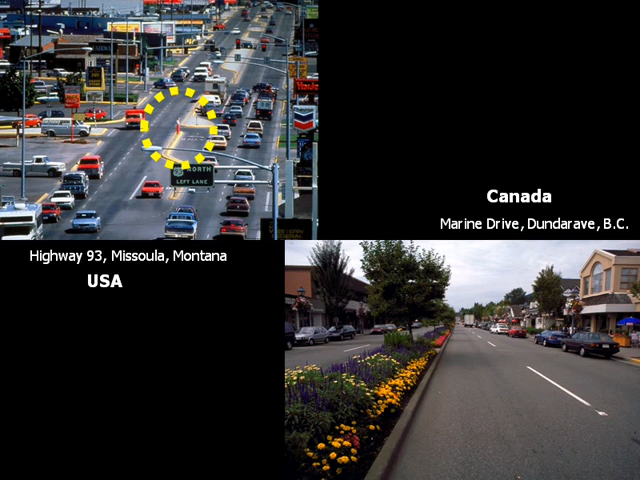 NORTH
LEFT LANE
Canada
Marine Drive, Dundarave, B.C.
Highway 93, Missoula, Montana
USA